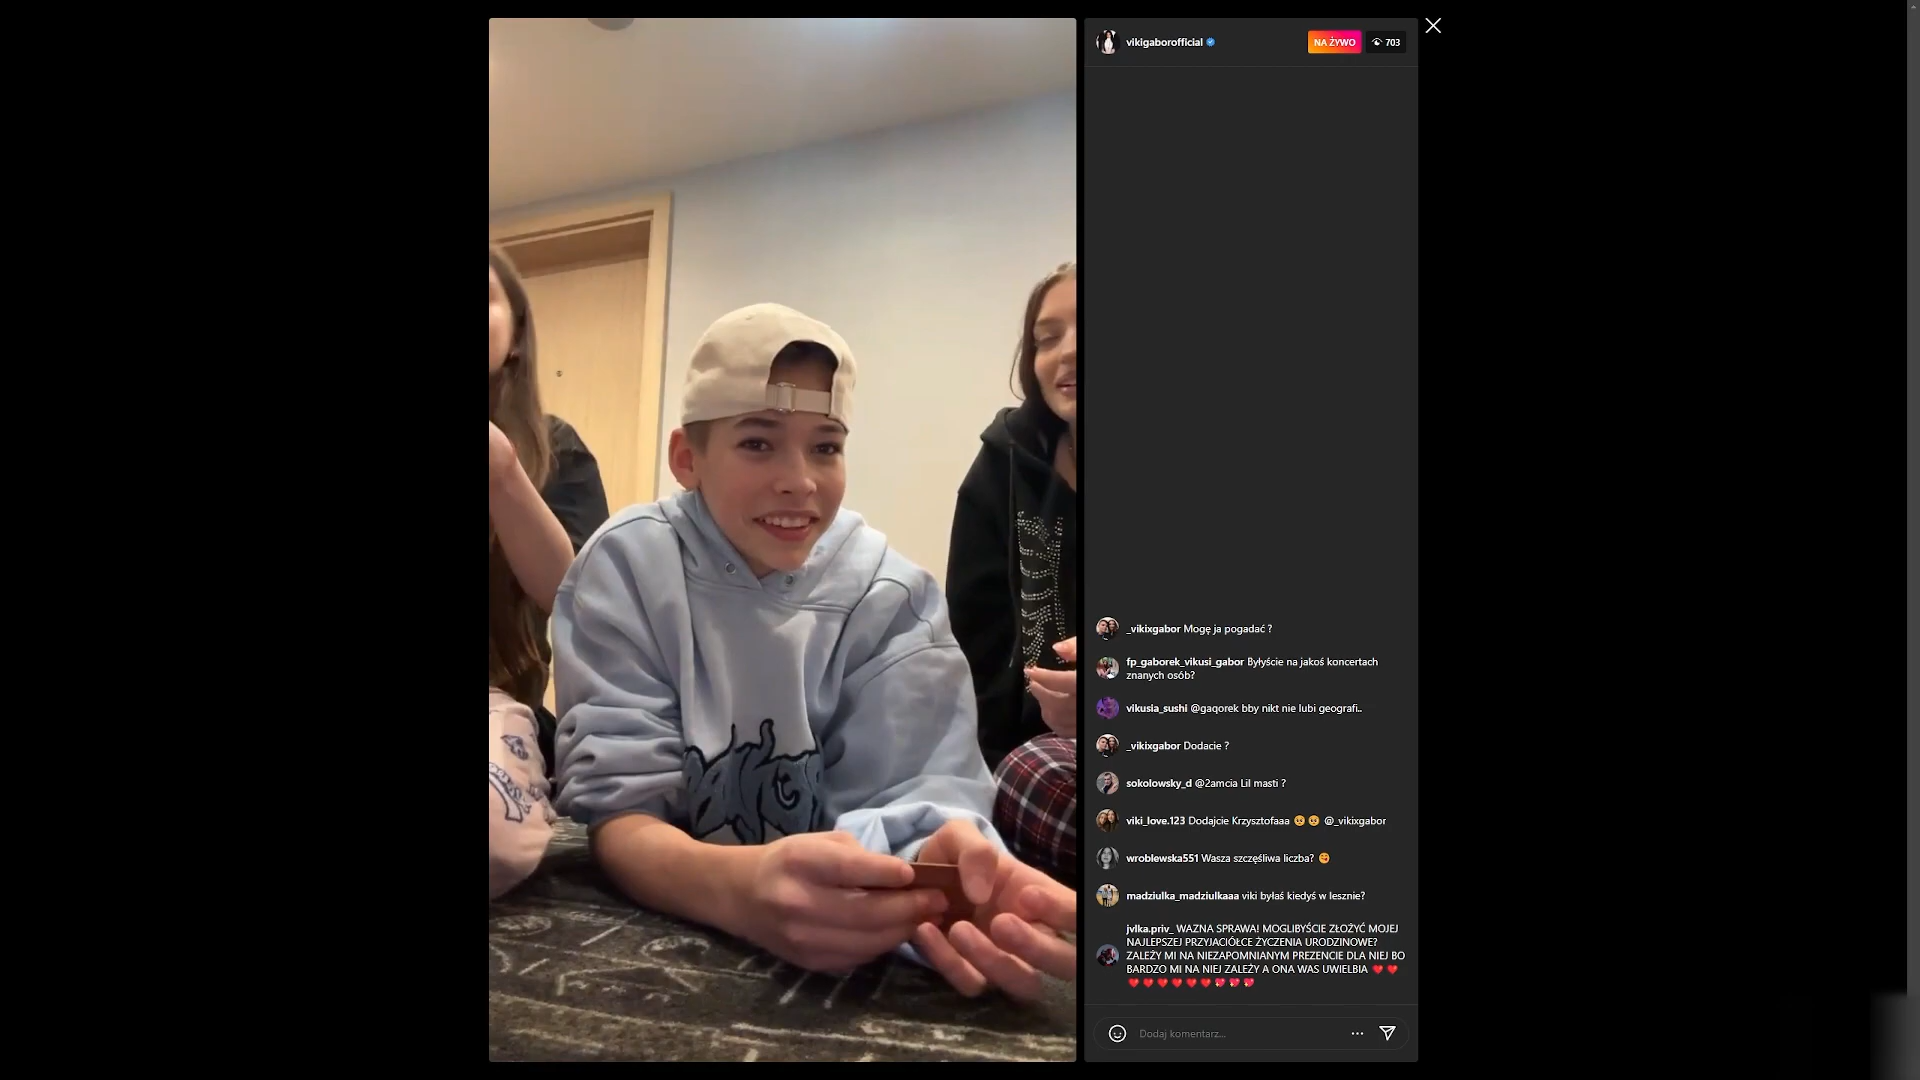 vikigaborofficial
NA ŻYWO
703
_vikixgabor Mogę ja pogadać ?
fp_gaborek_vikusi_gabor Byłyście na jakoś koncertach
znanych osób?
vikusia_sushi @gaqorek bby nikt nie lubi geografi..
_vikixgabor Dodacie ?
sokolowsky_d @2amcia Lil masti ?
viki_love.123 Dodajcie Krzysztofaaa 🥺🥺 @_vikixgabor
wroblewska551 Wasza szczęśliwa liczba? 😋
madziulka_madziulkaaa viki byłaś kiedyś w lesznie?
jvlka.priv_ WAZNA SPRAWA! MOGLIBYŚCIE ZŁOŻYĆ MOJEJ
NAJLEPSZEJ PRZYJACIÓŁCE ŻYCZENIA URODZINOWE?
ZALEŻY MI NA NIEZAPOMNIANYM PREZENCIE DLA NIEJ BO
BARDZO MI NA NIEJ ZALEŻY A ONA WAS UWIELBIA ❤️❤️
❤️❤️❤️❤️❤️❤️💖💖💖
Dodaj komentarz...